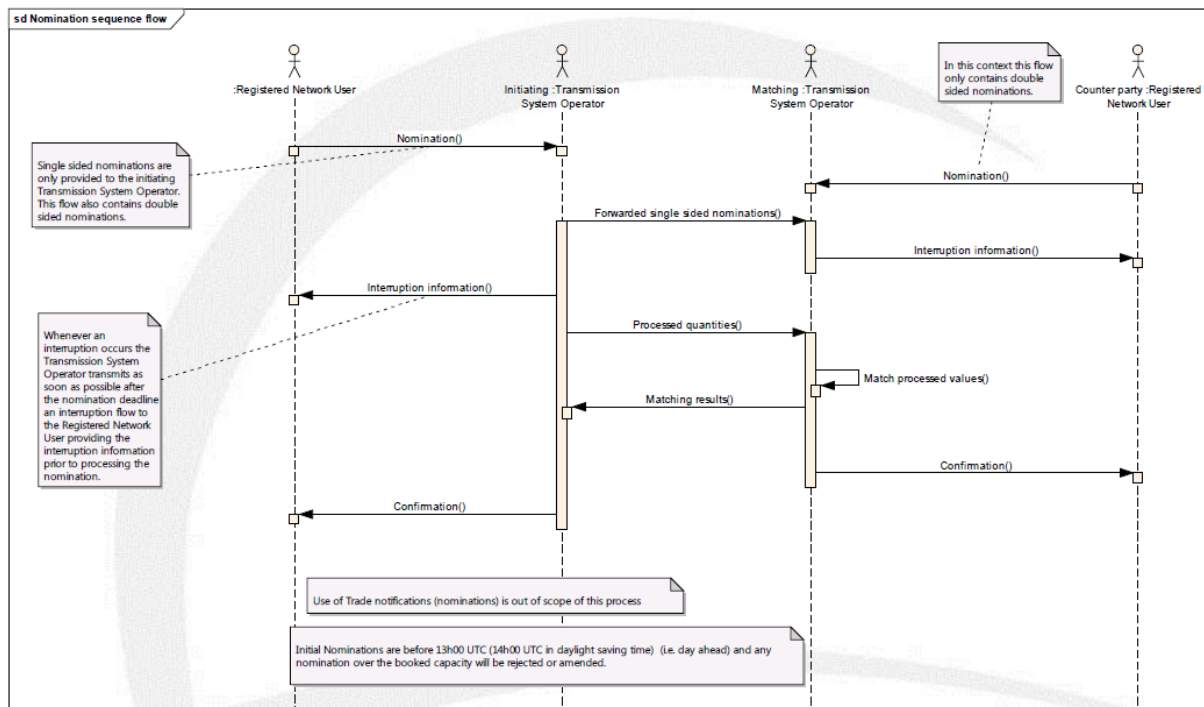 sd Nomination sequence flow
:Registered Network User
Initiating :Transmission
System Operator
Matching :Transmission
System Operator
In this context this flow
only contains double
sided nominations.
Counter party :Registered
Network User
Nomination()
Single sided nominations are
only provided to the initiating
Transmission System Operator.
This flow also contains double
sided nominations.
Nomination()
Forwarded single sided nominations()
Interruption information()
Interruption information()
Whenever an
interruption occurs the
Transmission System
Operator transmits as
soon as possible after
the nomination deadline
an interruption flow to
the Registered Network
User providing the
interruption information
prior to processing the
nomination.
Processed quantities()
Match processed values()
Matching results()
Confirmation()
Confirmation()
Use of Trade notifications (nominations) is out of scope of this process
Initial Nominations are before 13h00 UTC (14h00 UTC in daylight saving time) (i.e. day ahead) and any
nomination over the booked capacity will be rejected or amended.